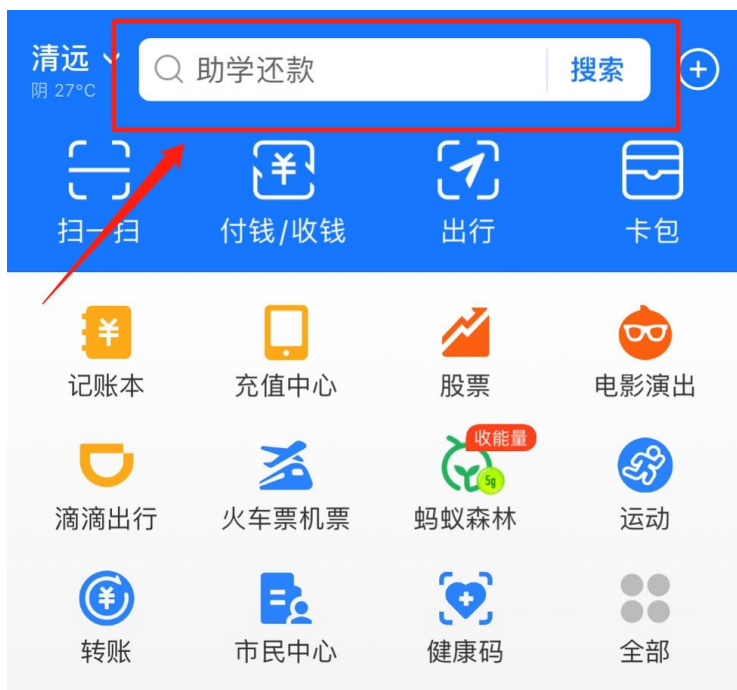 清远
阴 27°C
助学还款
搜索
扫一扫
付钱/收钱
出行
卡包
记账本
充值中心
股票
电影演出
收能量
5g
滴滴出行
火车票机票
蚂蚁森林
运动
转账
市民中心
健康码
全部